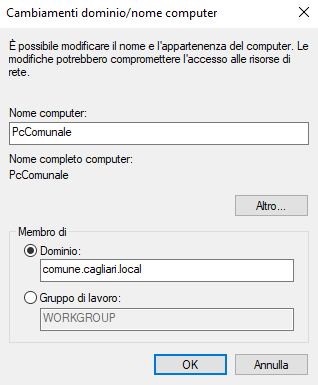 Cambiamenti dominio/nome computer
È possibile modificare il nome e l'appartenenza del computer. Le
modifiche potrebbero compromettere l'accesso alle risorse di
rete.
Nome computer:
PcComunale
Nome completo computer:
PcComunale
Altro...
Membro di
Dominio:
comune.cagliari.local
Gruppo di lavoro:
WORKGROUP
OK Annulla